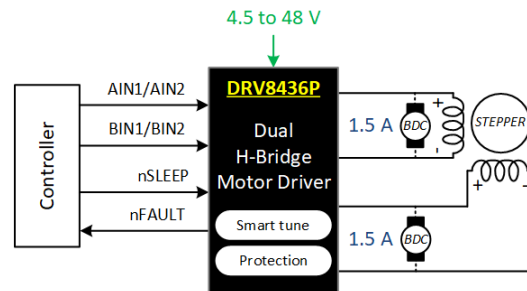 4.5 to 48 V
DRV8436P
Dual
H-Bridge
Motor Driver
Smart tune
Protection
Controller
AIN1/AIN2
BIN1/BIN2
nSLEEP
nFAULT
1.5 A
BDC
+
-
STEPPER
+
-
1.5 A
BDC